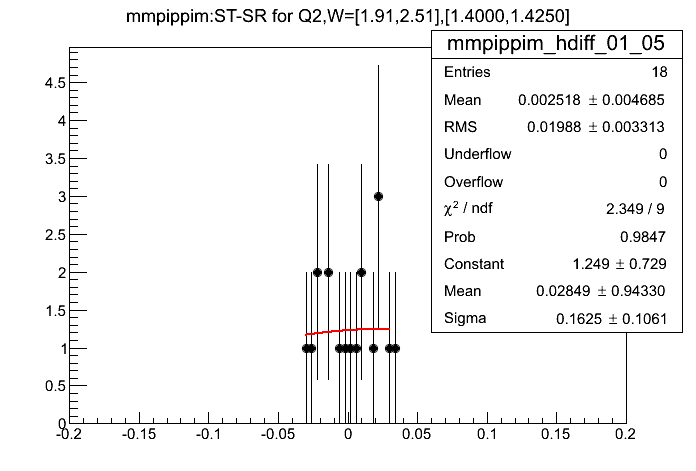 mmpippim:ST-SR for Q2,W=[1.91,2.51],[1.4000,1.4250]
mmpippim_hdiff_01_05
Entries 18
Mean 0.002518 ± 0.004685
RMS 0.01988 ± 0.003313
Underflow 0
Overflow 0
χ² / ndf 2.349 / 9
Prob 0.9847
Constant 1.249 ± 0.729
Mean 0.02849 ± 0.94330
Sigma 0.1625 ± 0.1061
4.5
4
3.5
3
2.5
2
1.5
1
0.5
0
-0.2 -0.15 -0.1 -0.05 0 0.05 0.1 0.15 0.2